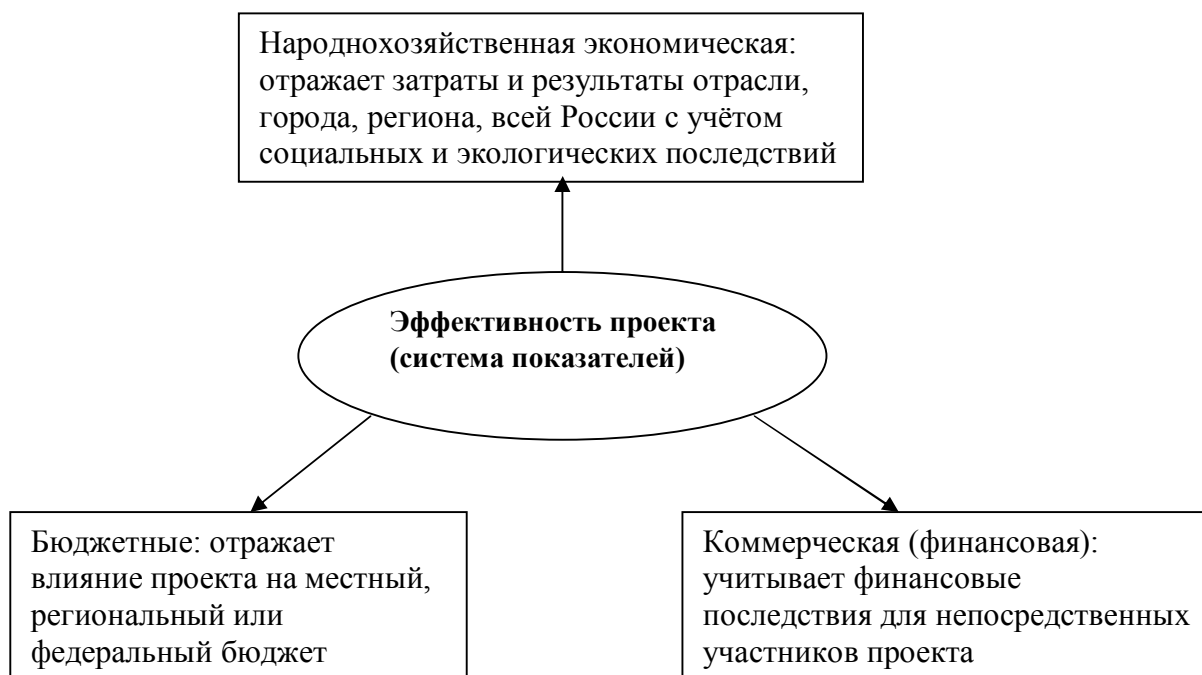 Народнохозяйственная экономическая:
отражает затраты и результаты отрасли,
города, региона, всей России с учётом
социальных и экологических последствий
Эффективность проекта
(система показателей)
Бюджетные: отражает
влияние проекта на местный,
региональный или
федеральный бюджет
Коммерческая (финансовая):
учитывает финансовые
последствия для непосредственных
участников проекта